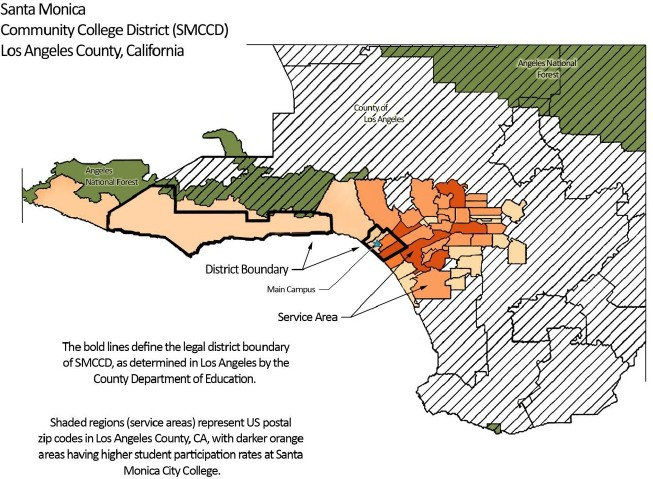 Santa Monica
Community College District (SMCCD)
Los Angeles County, California
Angeles National
Forest
County of
Los Angeles
Angeles
National Forest
District Boundary
Main Campus
Service Area
The bold lines define the legal district boundary
of SMCCD, as determined in Los Angeles by the
County Department of Education.
Shaded regions (service areas) represent US postal
zip codes in Los Angeles County, CA, with darker orange
areas having higher student participation rates at Santa
Monica City College.